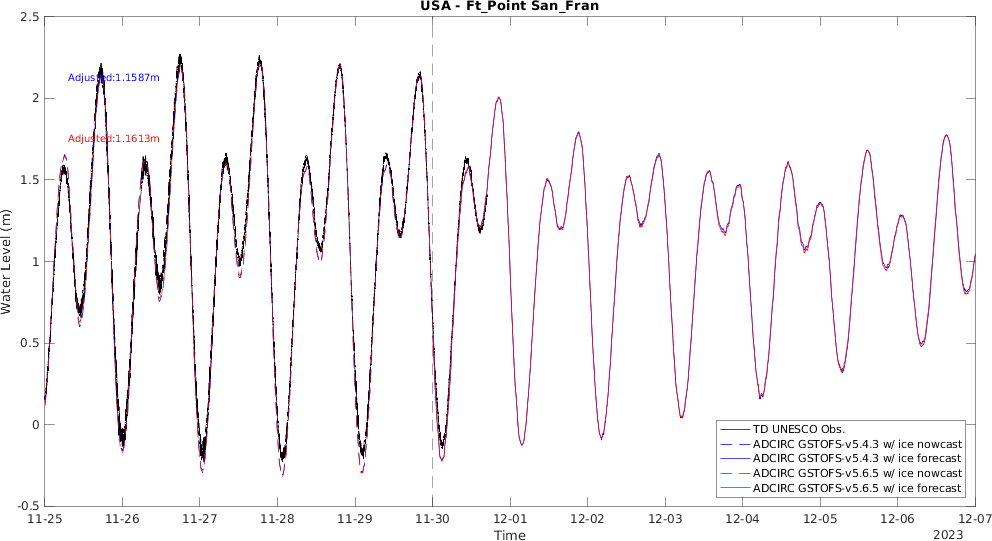 USA - Ft_Point San_Fran
2.5
2
1.5
1
0.5
0
-0.5
Water Level (m)
Adjusted:1.1587m
Adjusted:1.1613m
TD UNESCO Obs.
ADCIRC GSTOFS-v5.4.3 w/ ice nowcast
ADCIRC GSTOFS-v5.4.3 w/ ice forecast
ADCIRC GSTOFS-v5.6.5 w/ ice nowcast
ADCIRC GSTOFS-v5.6.5 w/ ice forecast
11-25 11-26 11-27 11-28 11-29 11-30 12-01 12-02 12-03 12-04 12-05 12-06 12-07
Time
2023